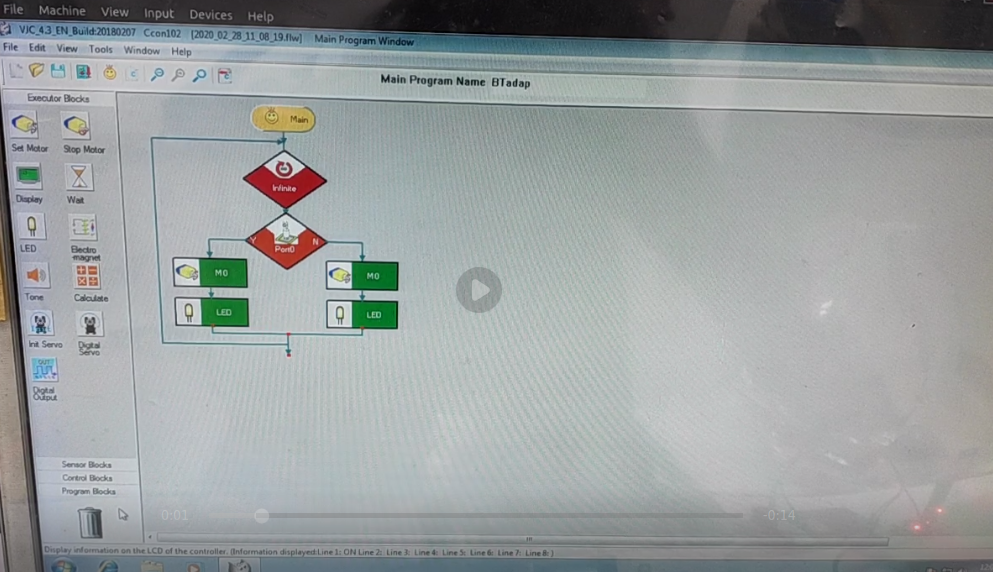 File Machine View Input Devices Help
VJC_4.3_EN_Build:20180207 Ccon102 [2020_02_28_11_08_19.flw] Main Program Window
File Edit View Tools Window Help
Main Program Name BTadap
Executor Blocks
Set Motor Stop Motor
Display Wait
LED Electro
magnet
Tone Calculate
Init Servo Digital
Servo
Digital
Output
Main
Infinite
Y Port0 N
M0 M0
LED LED
Sensor Blocks
Control Blocks
Program Blocks
0:01 -0:14
Display information on the LCD of the controller. (Information displayed:Line 1: ON Line 2: Line 3: Line 4: Line 5: Line 6: Line 7: Line 8: )